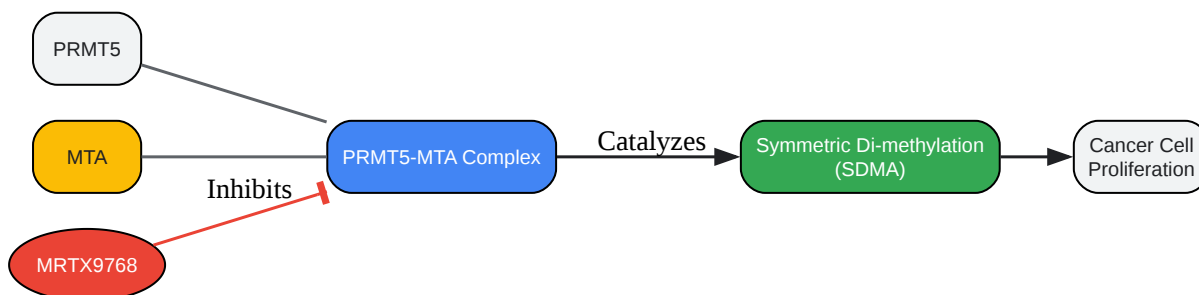 PRMT5
MTA
Inhibits
MRTX9768
PRMT5-MTA Complex
Catalyzes
Symmetric Di-methylation
(SDMA)
Cancer Cell
Proliferation